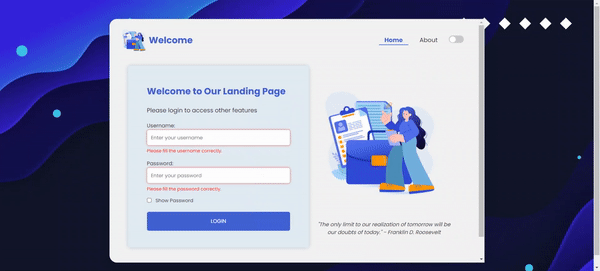 Welcome
Home
About
Welcome to Our Landing Page
Please login to access other features
Username:
Enter your username
Please fill the username correctly.
Password:
Enter your password
Please fill the password correctly.
Show Password
LOGIN
"The only limit to our realization of tomorrow will be
our doubts of today." - Franklin D. Roosevelt